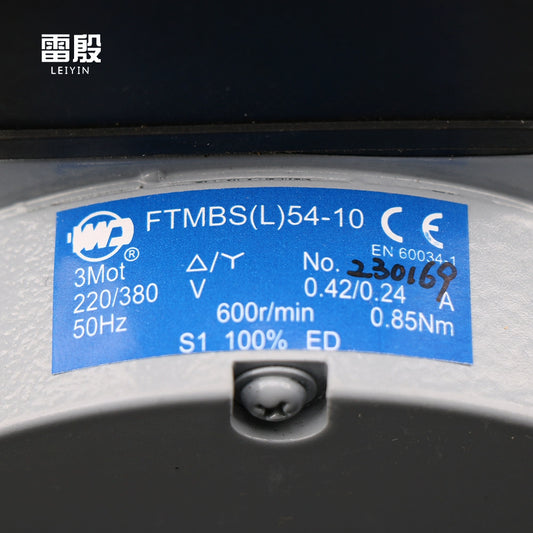 雷殷
LEIYIN
FTMBS(L)54-10 CE
® EN 60034-1
3Mot △/Y No. 230169
220/380 V 0.42/0.24 A
50Hz 600r/min 0.85Nm
S1 100% ED